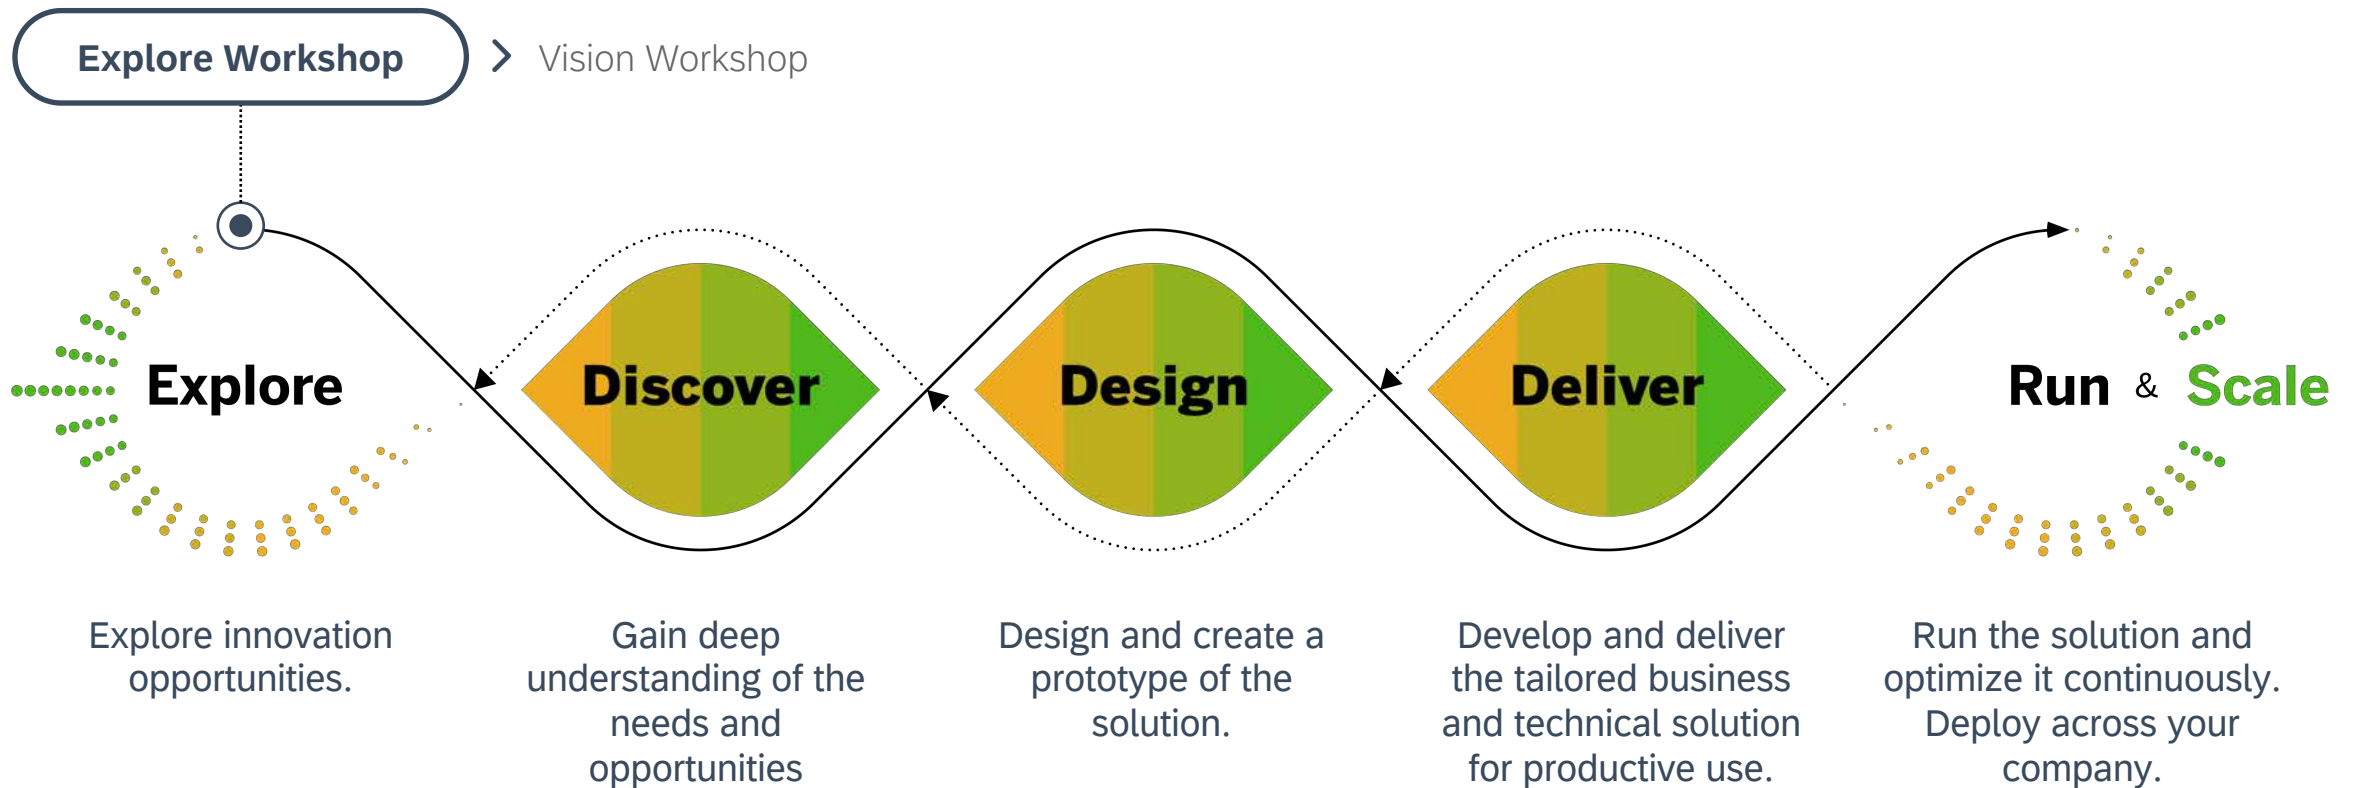 Explore Workshop > Vision Workshop
Explore
Discover
Design
Deliver
Run & Scale
Explore innovation
opportunities.
Gain deep
understanding of the
needs and
opportunities
Design and create a
prototype of the
solution.
Develop and deliver
the tailored business
and technical solution
for productive use.
Run the solution and
optimize it continuously.
Deploy across your
company.